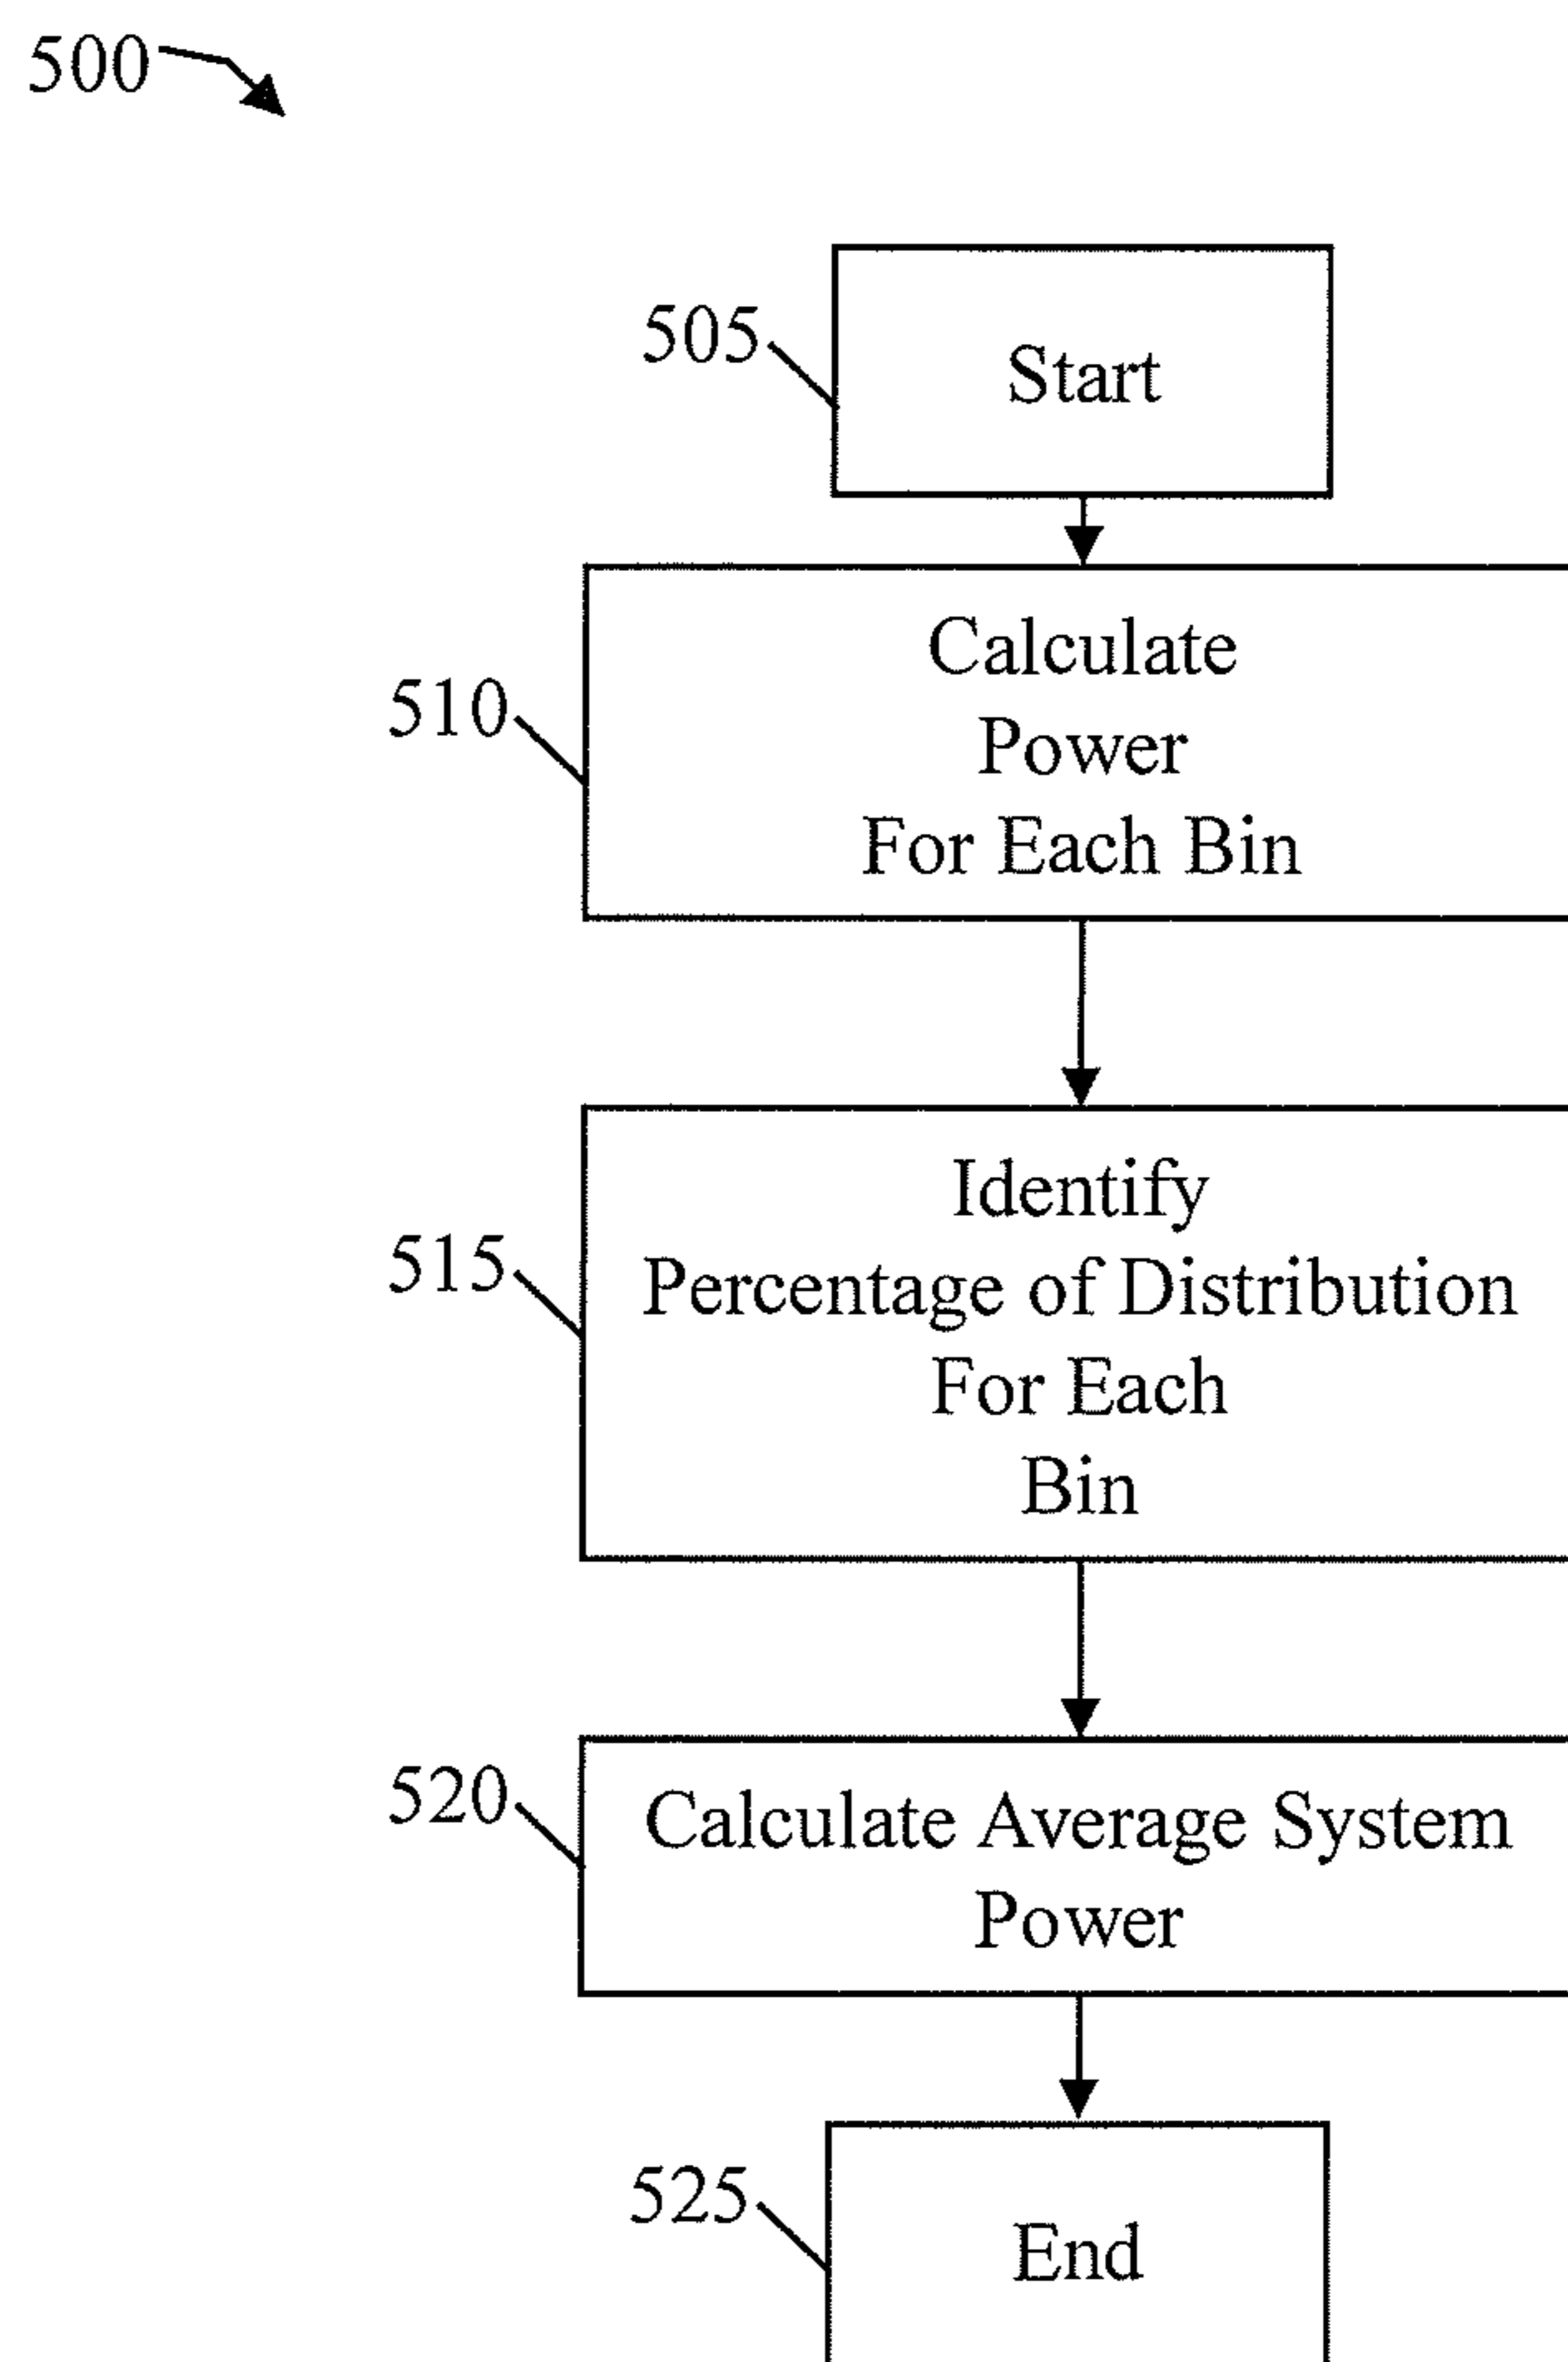 500
505
Start
510
Calculate
Power
For Each Bin
515
Identify
Percentage of Distribution
For Each
Bin
520
Calculate Average System
Power
525
End